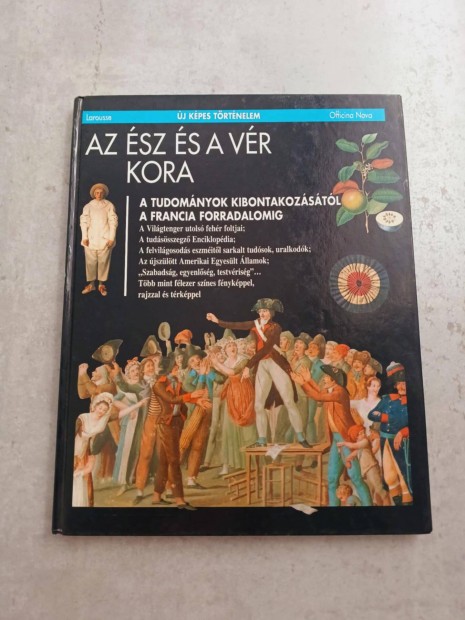 Larousse ÚJ KÉPES TÖRTÉNELEM Officina Nova
AZ ÉSZ ÉS A VÉR
KORA
A TUDOMÁNYOK KIBONTAKOZÁSÁTÓL
A FRANCIA FORRADALOMIG
A Világtenger utolsó fehér foltjai;
A tudásösszegző Enciklopédia;
A felvilágosodás eszméitől sarkalt tudósok, uralkodók;
Az újszülött Amerikai Egyesült Államok;
„Szabadság, egyenlőség, testvériség”...
Több mint félezer színes fényképpel,
rajzzal és térképpel